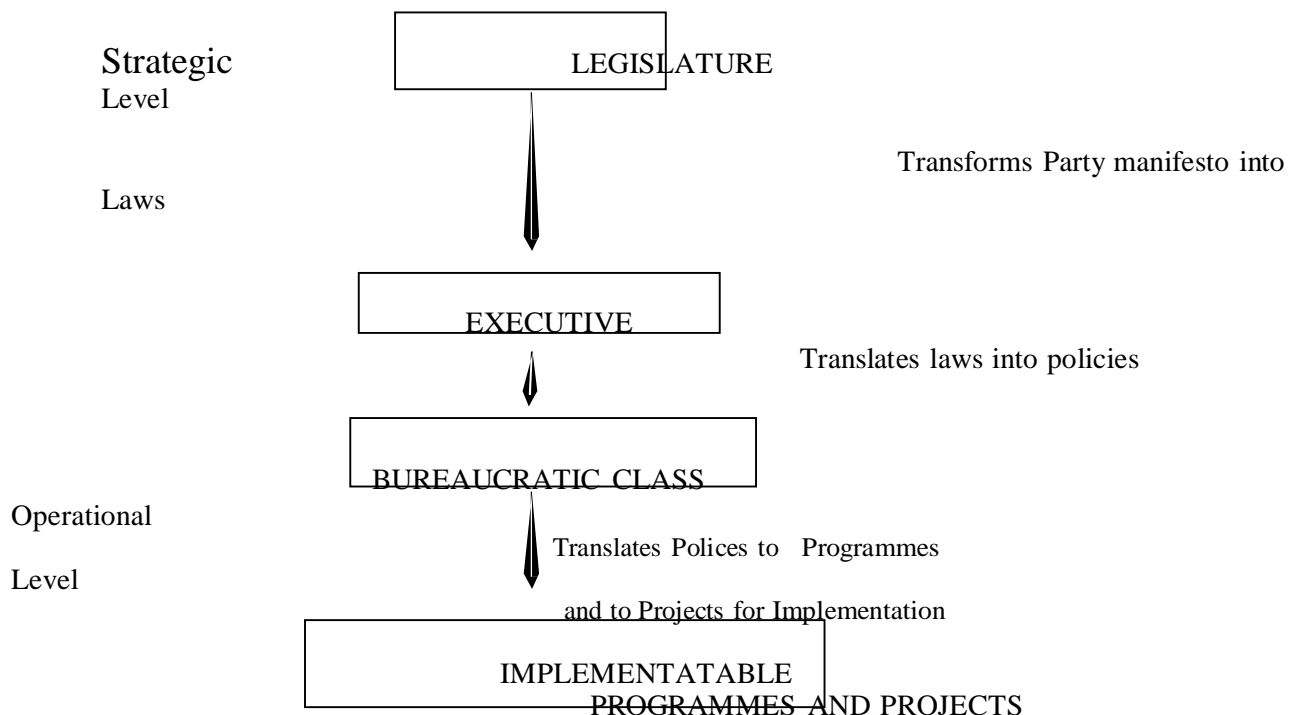 Strategic LEGISLATURE
Level
Transforms Party manifesto into
Laws
EXECUTIVE
Translates laws into policies
BUREAUCRATIC CLASS
Operational
Translates Polices to Programmes
Level
and to Projects for Implementation
IMPLEMENTATABLE
PROGRAMMES AND PROJECTS